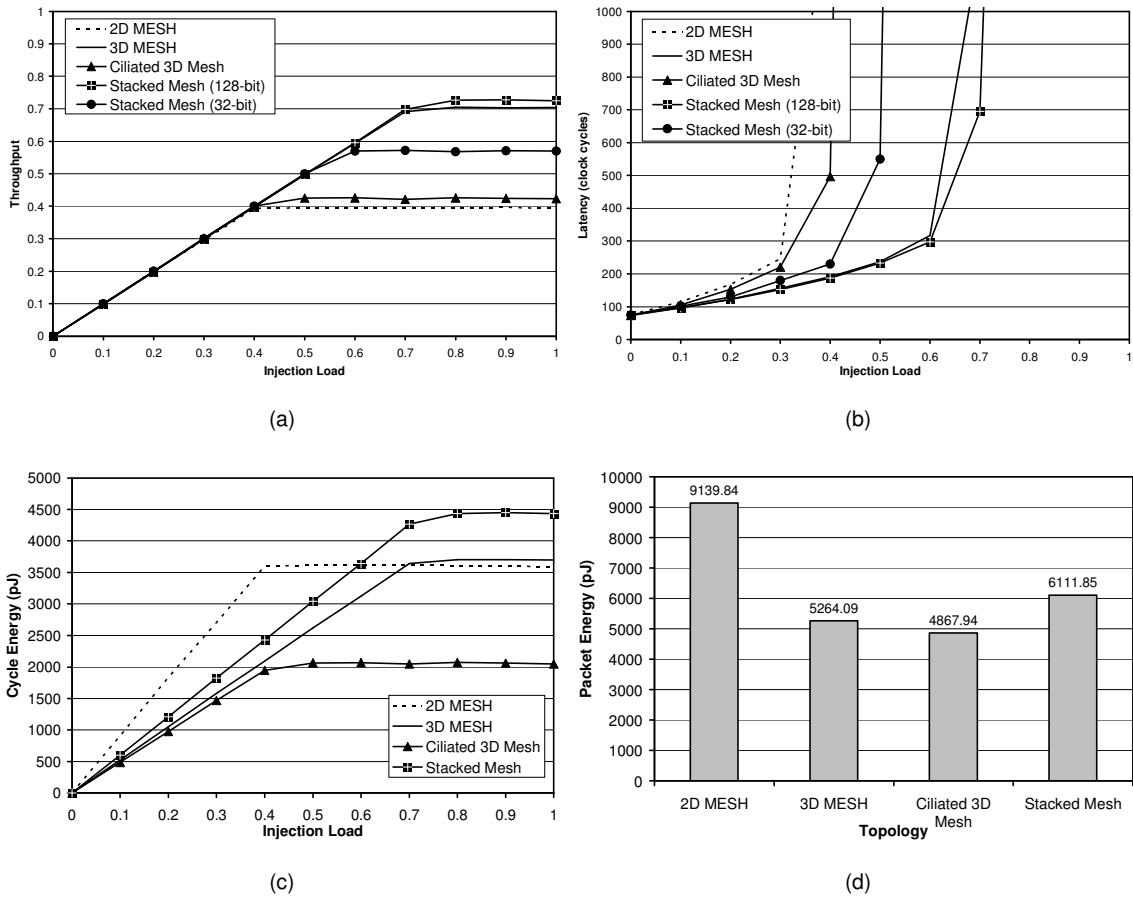 1
0.9
0.8
0.7
0.6
0.5
0.4
0.3
0.2
0.1
0
Throughput
2D MESH
3D MESH
Ciliated 3D Mesh
Stacked Mesh (128-bit)
Stacked Mesh (32-bit)
0 0.1 0.2 0.3 0.4 0.5 0.6 0.7 0.8 0.9 1
Injection Load
(a)
1000
900
800
700
600
500
400
300
200
100
0
Latency (clock cycles)
2D MESH
3D MESH
Ciliated 3D Mesh
Stacked Mesh (128-bit)
Stacked Mesh (32-bit)
0 0.1 0.2 0.3 0.4 0.5 0.6 0.7 0.8 0.9 1
Injection Load
(b)
5000
4500
4000
3500
3000
2500
2000
1500
1000
500
0
Cycle Energy (pJ)
2D MESH
3D MESH
Ciliated 3D Mesh
Stacked Mesh
0 0.1 0.2 0.3 0.4 0.5 0.6 0.7 0.8 0.9 1
Injection Load
(c)
10000
9000
8000
7000
6000
5000
4000
3000
2000
1000
0
Packet Energy (pJ)
9139.84
5264.09
4867.94
6111.85
2D MESH 3D MESH Ciliated 3D Stacked Mesh
Mesh
Topology
(d)